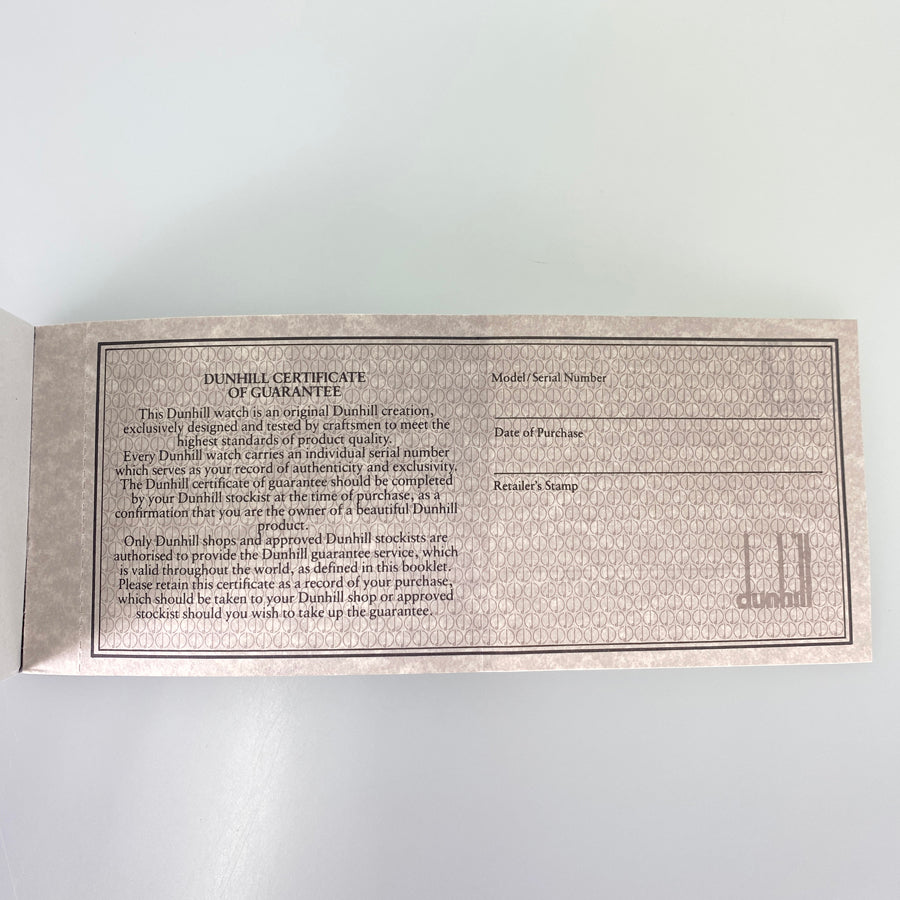 DUNHILL CERTIFICATE
OF GUARANTEE
This Dunhill watch is an original Dunhill creation,
exclusively designed and tested by craftsmen to meet the
highest standards of product quality.
Every Dunhill watch carries an individual serial number
which serves as your record of authenticity and exclusivity.
The Dunhill certificate of guarantee should be completed
by your Dunhill stockist at the time of purchase, as a
confirmation that you are the owner of a beautiful Dunhill
product.
Only Dunhill shops and approved Dunhill stockists are
authorised to provide the Dunhill guarantee service, which
is valid throughout the world, as defined in this booklet.
Please retain this certificate as a record of your purchase,
which should be taken to your Dunhill shop or approved
stockist should you wish to take up the guarantee.
Model/Serial Number
Date of Purchase
Retailer's Stamp
dunhill